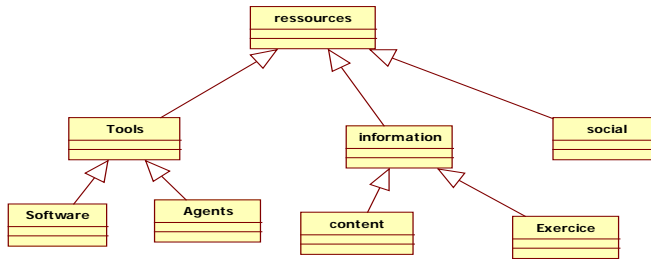 ressources
Tools
information
social
Software
Agents
content
Exercice